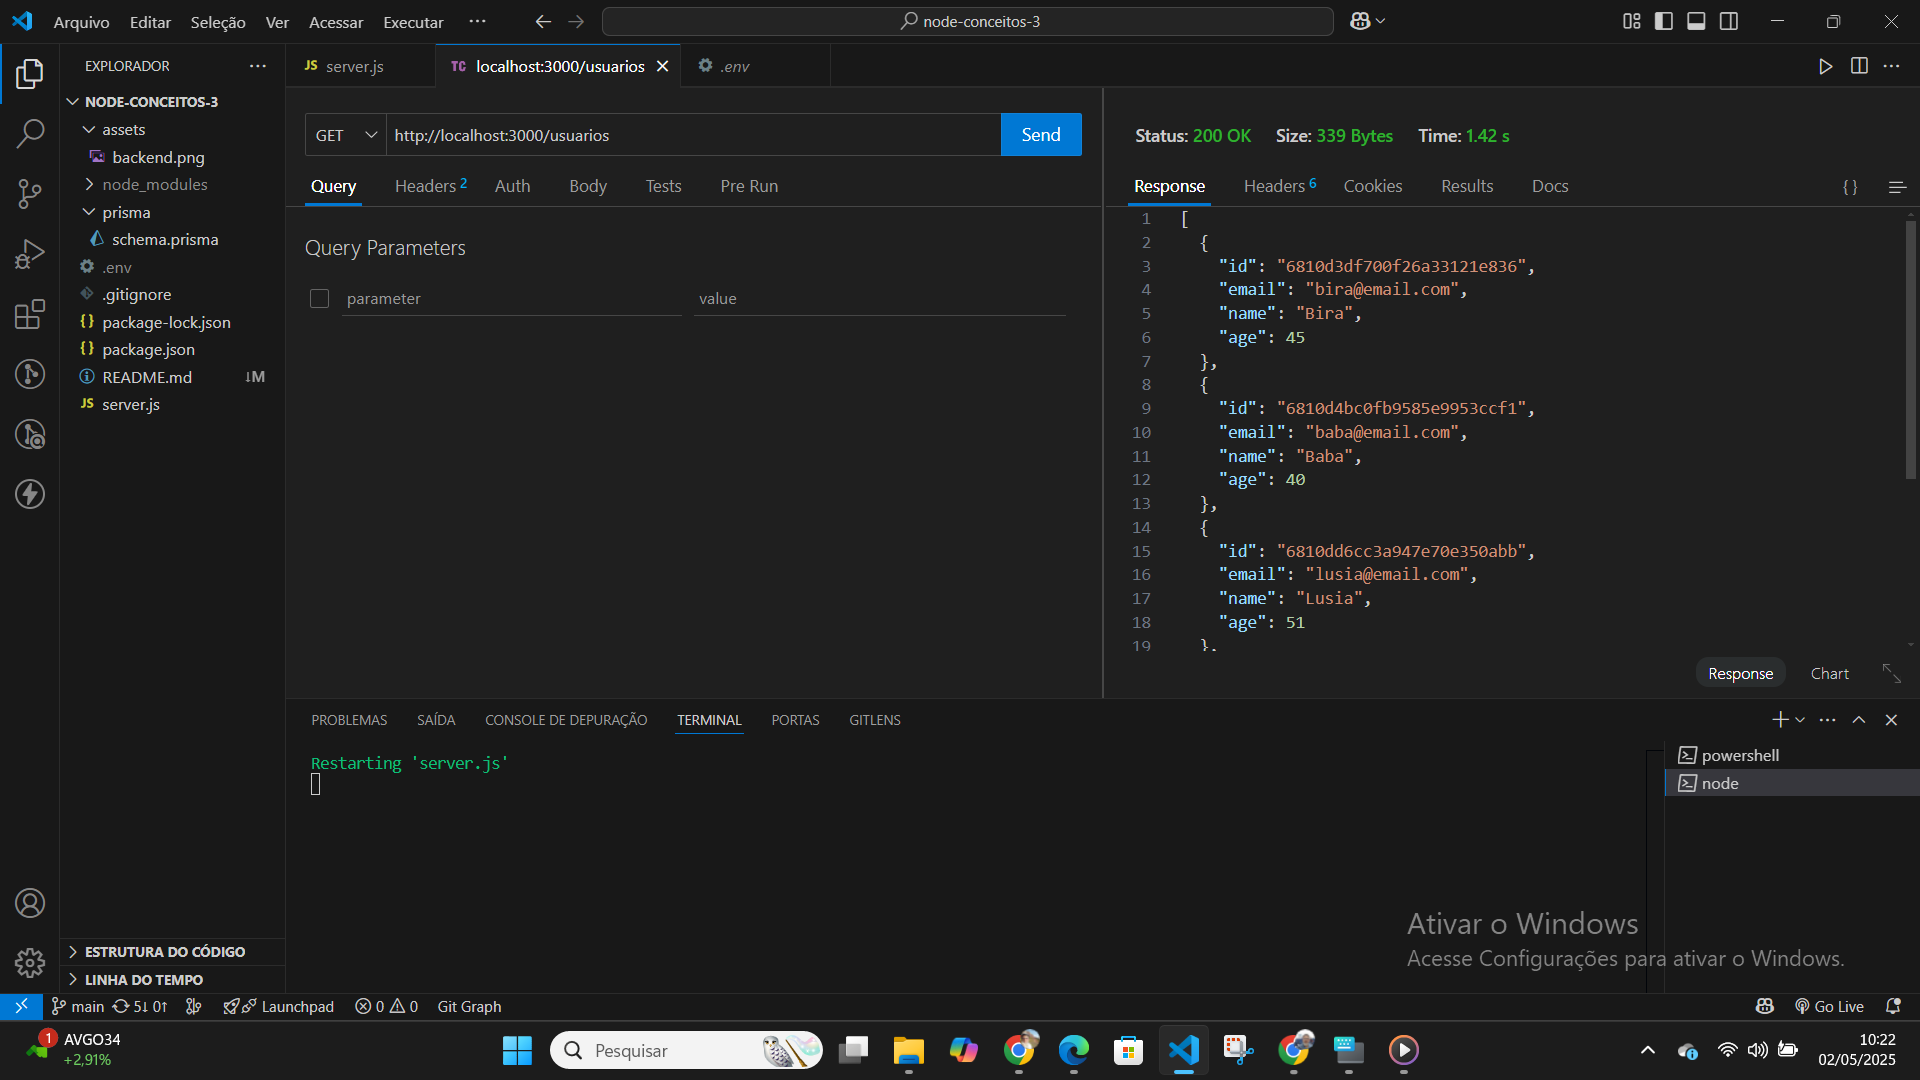 Arquivo Editar Seleção Ver Acessar Executar ··· node-conceitos-3
EXPLORADOR ···
NODE-CONCEITOS-3
assets
backend.png
node_modules
prisma
schema.prisma
.env
.gitignore
{} package-lock.json
{} package.json
README.md ↓M
JS server.js
ESTRUTURA DO CÓDIGO
LINHA DO TEMPO
JS server.js TC localhost:3000/usuarios .env
GET http://localhost:3000/usuarios Send
Query Headers 2 Auth Body Tests Pre Run
Query Parameters
parameter value
Status: 200 OK Size: 339 Bytes Time: 1.42 s
Response Headers 6 Cookies Results Docs {}
1 [
2 {
3 "id": "6810d3df700f26a33121e836",
4 "email": "bira@email.com",
5 "name": "Bira",
6 "age": 45
7 },
8 {
9 "id": "6810d4bc0fb9585e9953ccf1",
10 "email": "baba@email.com",
11 "name": "Baba",
12 "age": 40
13 },
14 {
15 "id": "6810dd6cc3a947e70e350abb",
16 "email": "lusia@email.com",
17 "name": "Lusia",
18 "age": 51
19 },
Response Chart
PROBLEMAS SAÍDA CONSOLE DE DEPURAÇÃO TERMINAL PORTAS GITLENS
Restarting 'server.js'
powershell
node
Ativar o Windows
Acesse Configurações para ativar o Windows.
main 5↓ 0↑ Launchpad 0 0 Git Graph Go Live
1 AVGO34
+2,91%
Pesquisar
10:22
02/05/2025